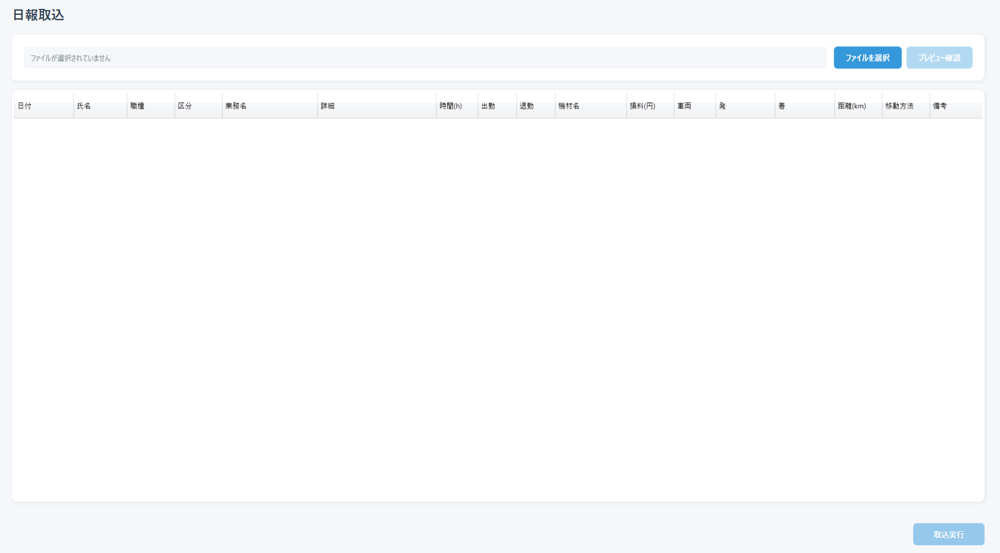 日報取込
ファイルが選択されていません
ファイルを選択
プレビュー確認
日付 氏名 職種 区分 業務名 詳細 時間(h) 出勤 退勤 機材名 損料(円) 車両 発 着 距離(km) 移動方法 備考
取込実行